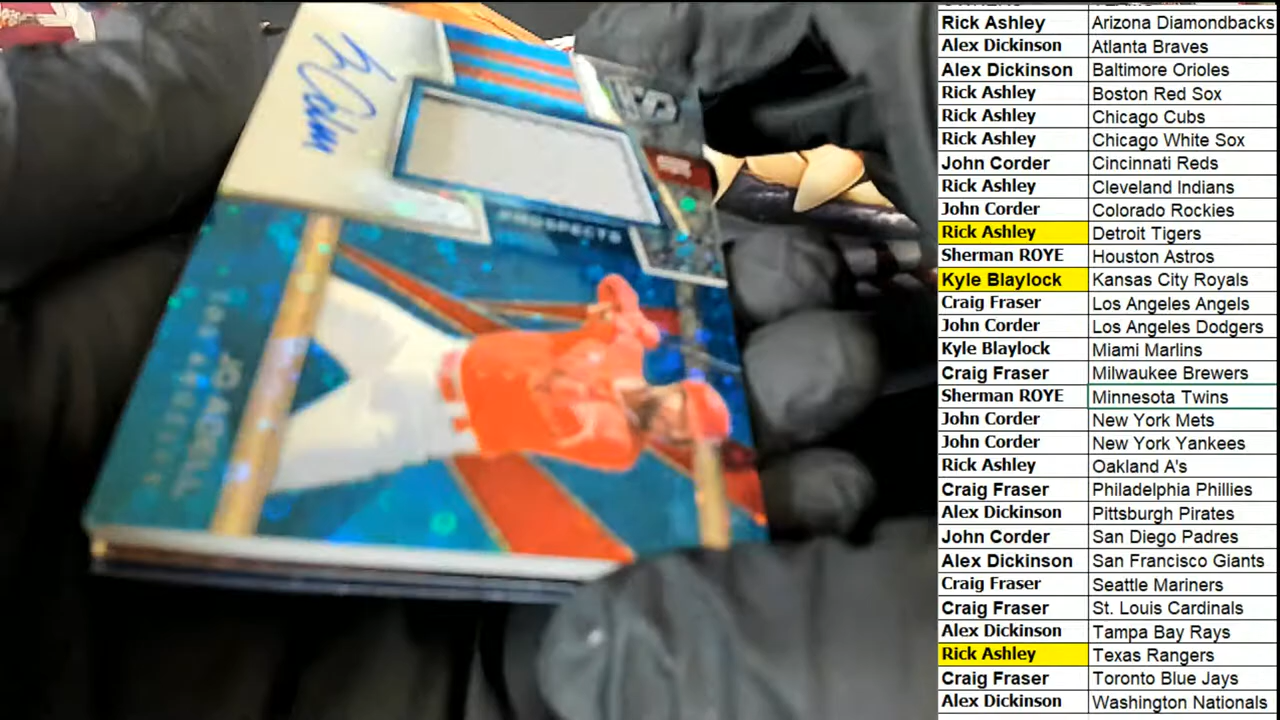 PROSPECTS
JO ADELL
LOS ANGELES
Rick Ashley Arizona Diamondbacks
Alex Dickinson Atlanta Braves
Alex Dickinson Baltimore Orioles
Rick Ashley Boston Red Sox
Rick Ashley Chicago Cubs
Rick Ashley Chicago White Sox
John Corder Cincinnati Reds
Rick Ashley Cleveland Indians
John Corder Colorado Rockies
Rick Ashley Detroit Tigers
Sherman ROYE Houston Astros
Kyle Blaylock Kansas City Royals
Craig Fraser Los Angeles Angels
John Corder Los Angeles Dodgers
Kyle Blaylock Miami Marlins
Craig Fraser Milwaukee Brewers
Sherman ROYE Minnesota Twins
John Corder New York Mets
John Corder New York Yankees
Rick Ashley Oakland A's
Craig Fraser Philadelphia Phillies
Alex Dickinson Pittsburgh Pirates
John Corder San Diego Padres
Alex Dickinson San Francisco Giants
Craig Fraser Seattle Mariners
Craig Fraser St. Louis Cardinals
Alex Dickinson Tampa Bay Rays
Rick Ashley Texas Rangers
Craig Fraser Toronto Blue Jays
Alex Dickinson Washington Nationals